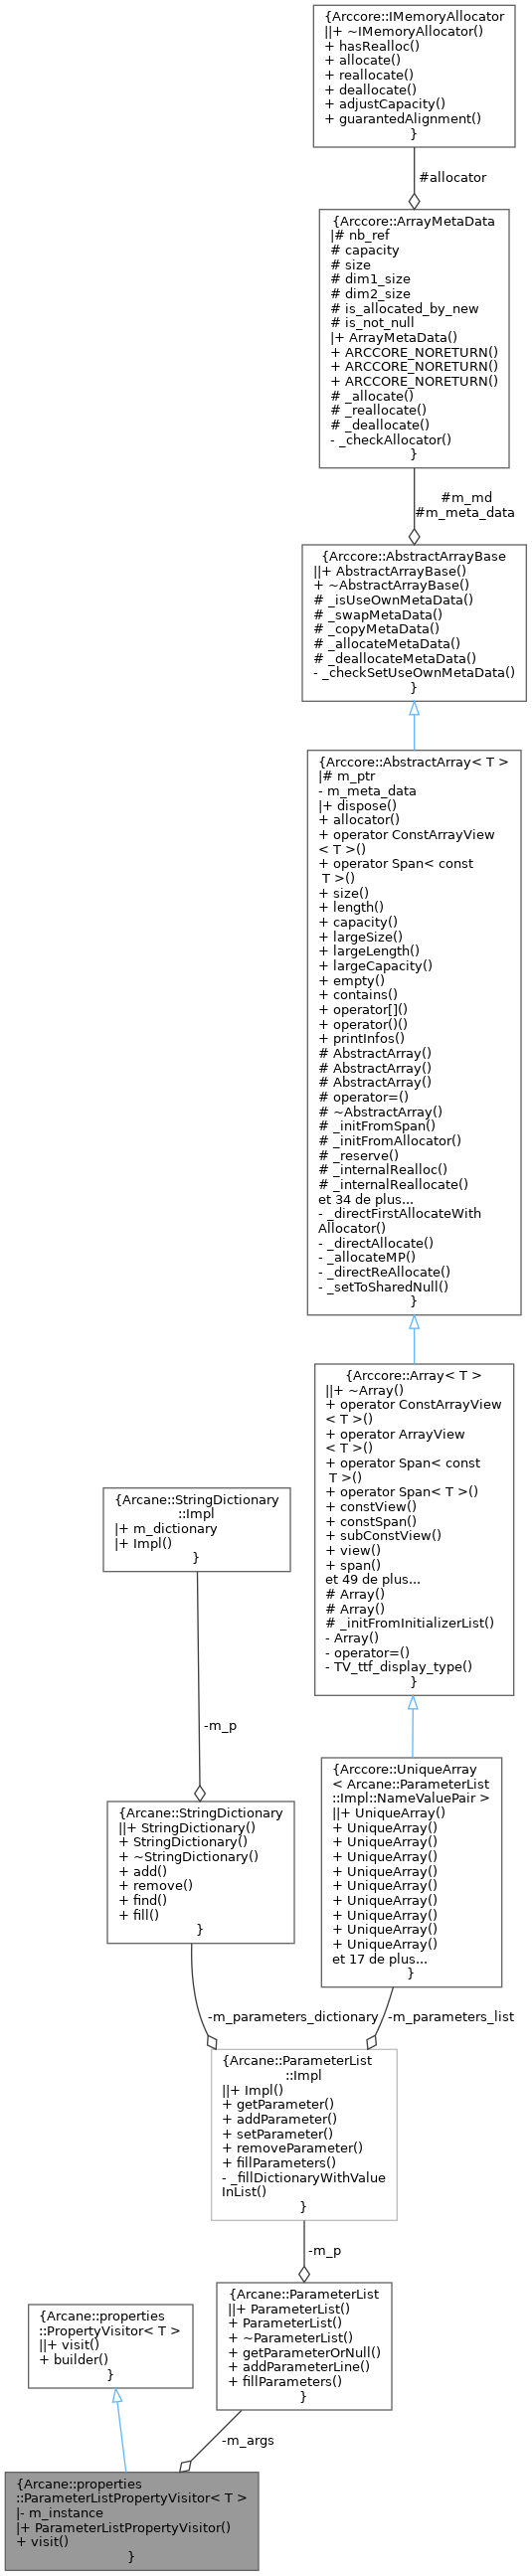 {Arccore::IMemoryAllocator
||+ ~IMemoryAllocator()
+ hasRealloc()
+ allocate()
+ reallocate()
+ deallocate()
+ adjustCapacity()
+ guarantedAlignment()
}
#allocator
{Arccore::ArrayMetaData
|# nb_ref
# capacity
# size
# dim1_size
# dim2_size
# is_allocated_by_new
# is_not_null
|+ ArrayMetaData()
+ ARCCORE_NORETURN()
+ ARCCORE_NORETURN()
+ ARCCORE_NORETURN()
# _allocate()
# _reallocate()
# _deallocate()
- _checkAllocator()
}
#m_md
#m_meta_data
{Arccore::AbstractArrayBase
||+ AbstractArrayBase()
+ ~AbstractArrayBase()
# _isUseOwnMetaData()
# _swapMetaData()
# _copyMetaData()
# _allocateMetaData()
# _deallocateMetaData()
- _checkSetUseOwnMetaData()
}
{Arccore::AbstractArray< T >
|# m_ptr
- m_meta_data
|+ dispose()
+ allocator()
+ operator ConstArrayView
< T >()
+ operator Span< const
T >()
+ size()
+ length()
+ capacity()
+ largeSize()
+ largeLength()
+ largeCapacity()
+ empty()
+ contains()
+ operator[]()
+ operator()()
+ printInfos()
# AbstractArray()
# AbstractArray()
# AbstractArray()
# operator=()
# ~AbstractArray()
# _initFromSpan()
# _initFromAllocator()
# _reserve()
# _internalRealloc()
# _internalReallocate()
et 34 de plus...
- _directFirstAllocateWith
Allocator()
- _directAllocate()
- _allocateMP()
- _directReAllocate()
- _setToSharedNull()
}
{Arccore::Array< T >
||+ ~Array()
+ operator ConstArrayView
< T >()
+ operator ArrayView
< T >()
+ operator Span< const
T >()
+ operator Span< T >()
+ constView()
+ constSpan()
+ subConstView()
+ view()
+ span()
et 49 de plus...
# Array()
# Array()
# _initFromInitializerList()
- Array()
- operator=()
- TV_ttf_display_type()
}
{Arcane::StringDictionary
::Impl
|+ m_dictionary
|+ Impl()
}
-m_p
{Arccore::UniqueArray
< Arcane::ParameterList
::Impl::NameValuePair >
||+ UniqueArray()
+ UniqueArray()
+ UniqueArray()
+ UniqueArray()
+ UniqueArray()
+ UniqueArray()
+ UniqueArray()
+ UniqueArray()
+ UniqueArray()
+ UniqueArray()
et 17 de plus...
}
{Arcane::StringDictionary
||+ StringDictionary()
+ StringDictionary()
+ ~StringDictionary()
+ add()
+ remove()
+ find()
+ fill()
}
-m_parameters_dictionary
-m_parameters_list
{Arcane::ParameterList
::Impl
||+ Impl()
+ getParameter()
+ addParameter()
+ setParameter()
+ removeParameter()
+ fillParameters()
- _fillDictionaryWithValue
InList()
}
-m_p
{Arcane::ParameterList
||+ ParameterList()
+ ParameterList()
+ ~ParameterList()
+ getParameterOrNull()
+ addParameterLine()
+ fillParameters()
}
{Arcane::properties
::PropertyVisitor< T >
||+ visit()
+ builder()
}
-m_args
{Arcane::properties
::ParameterListPropertyVisitor< T >
|- m_instance
|+ ParameterListPropertyVisitor()
+ visit()
}